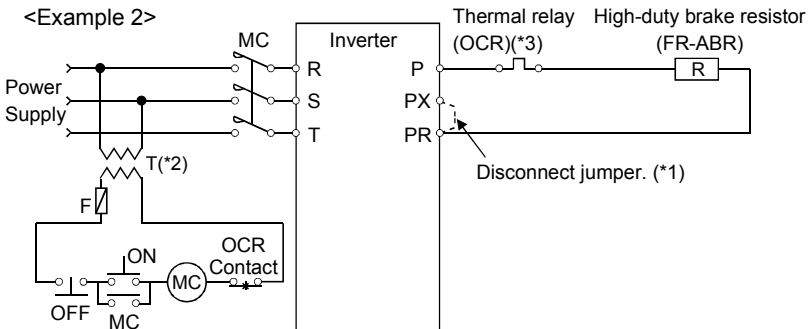 <Example 2>
MC
Inverter
Thermal relay
(OCR)(*3)
High-duty brake resistor
(FR-ABR)
R
P
R
Power
Supply
S
PX
T
PR
T(*2)
Disconnect jumper. (*1)
F
ON
OCR
Contact
MC
OFF
MC